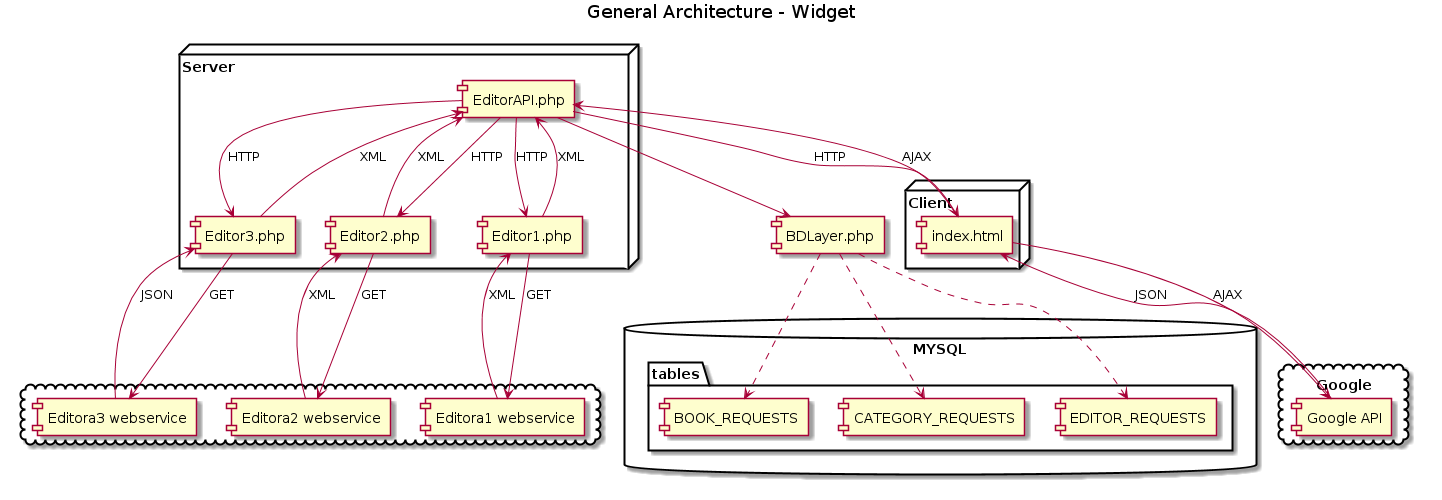 General Architecture - Widget
Server
EditorAPI.php
HTTP
XML
XML
HTTP
HTTP
XML
HTTP
AJAX
Client
Editor3.php
Editor2.php
Editor1.php
BDLayer.php
index.html
JSON
GET
XML
GET
XML
GET
JSON
AJAX
MYSQL
tables
Google
Editora3 webservice
Editora2 webservice
Editora1 webservice
BOOK_REQUESTS
CATEGORY_REQUESTS
EDITOR_REQUESTS
Google API